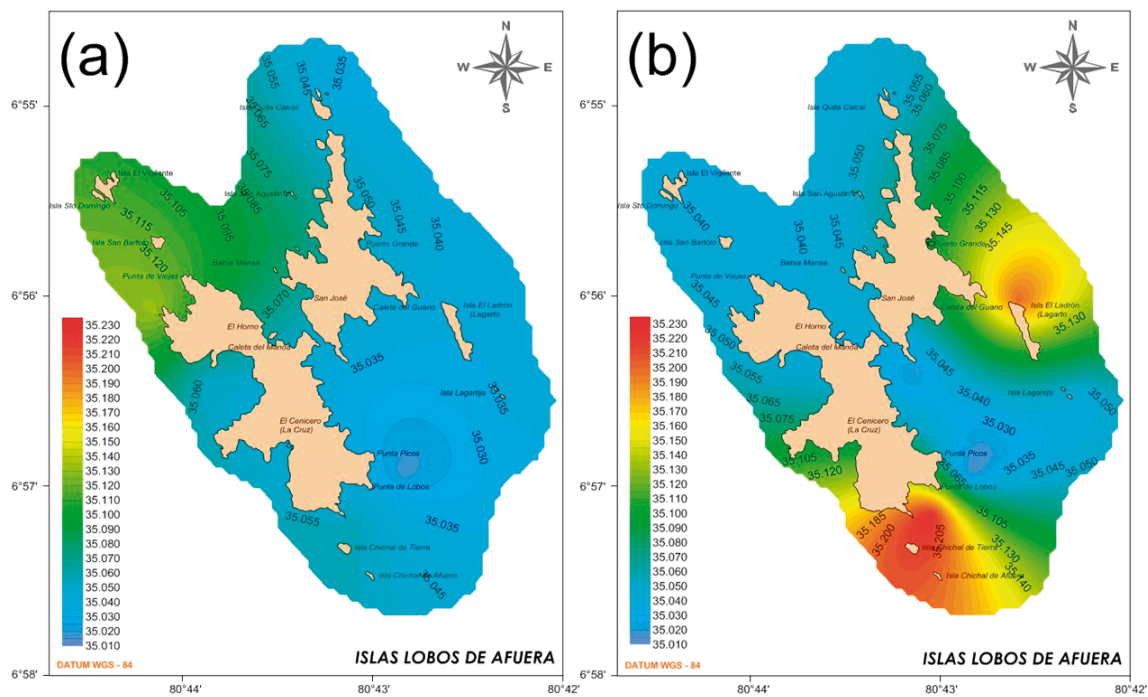 (a)
N
W E
S
6°55'
6°56'
6°57'
6°58'
35.055
35.045
35.035
Isla Quita Calcal
35.065
35.075
Isla El Vigilante
35.105
35.085
Isla San Agustín
Isla Sto Domingo
35.115
35.095
35.050
35.045
35.040
Isla San Bartolo
35.120
Puerto Grande
Punta de Viejas
Bahía Mansa
35.070
San José
Caleta del Guano
Isla El Ladrón
(Lagarto
El Horno
Caleta del Manoa
35.035
35.060
Isla Lagartija
35.035
El Cenicero
(La Cruz)
35.030
Punta Picos
Punta de Lobos
35.055
35.035
Isla Chichal de Tierra
Isla Chichal de Afuera
35.045
35.230
35.220
35.210
35.200
35.190
35.180
35.170
35.160
35.150
35.140
35.130
35.120
35.110
35.100
35.090
35.080
35.070
35.060
35.050
35.040
35.030
35.020
35.010
DATUM WGS - 84
ISLAS LOBOS DE AFUERA
80°44'
80°43'
80°42'
(b)
N
W E
S
6°55'
6°56'
6°57'
6°58'
35.055
35.060
Isla Quita Calcal
35.075
35.050
35.085
Isla El Vigilante
35.100
Isla San Agustín
35.115
Isla Sto Domingo
35.040
35.130
35.145
Isla San Bartolo
35.040
35.045
Puerto Grande
Punta de Viejas
Bahía Mansa
35.045
San José
Caleta del Guano
Isla El Ladrón
(Lagarto
35.130
El Horno
Caleta del Manoa
35.050
35.045
35.055
35.040
Isla Lagartija
35.050
35.065
35.075
El Cenicero
(La Cruz)
35.030
Punta Picos
35.035
35.105
35.120
35.065
35.045
35.050
Punta de Lobos
35.185
35.105
35.200
35.205
35.130
Isla Chichal de Tierra
35.140
Isla Chichal de Afuera
35.230
35.220
35.210
35.200
35.190
35.180
35.170
35.160
35.150
35.140
35.130
35.120
35.110
35.100
35.090
35.080
35.070
35.060
35.050
35.040
35.030
35.020
35.010
DATUM WGS - 84
ISLAS LOBOS DE AFUERA
80°44'
80°43'
80°42'